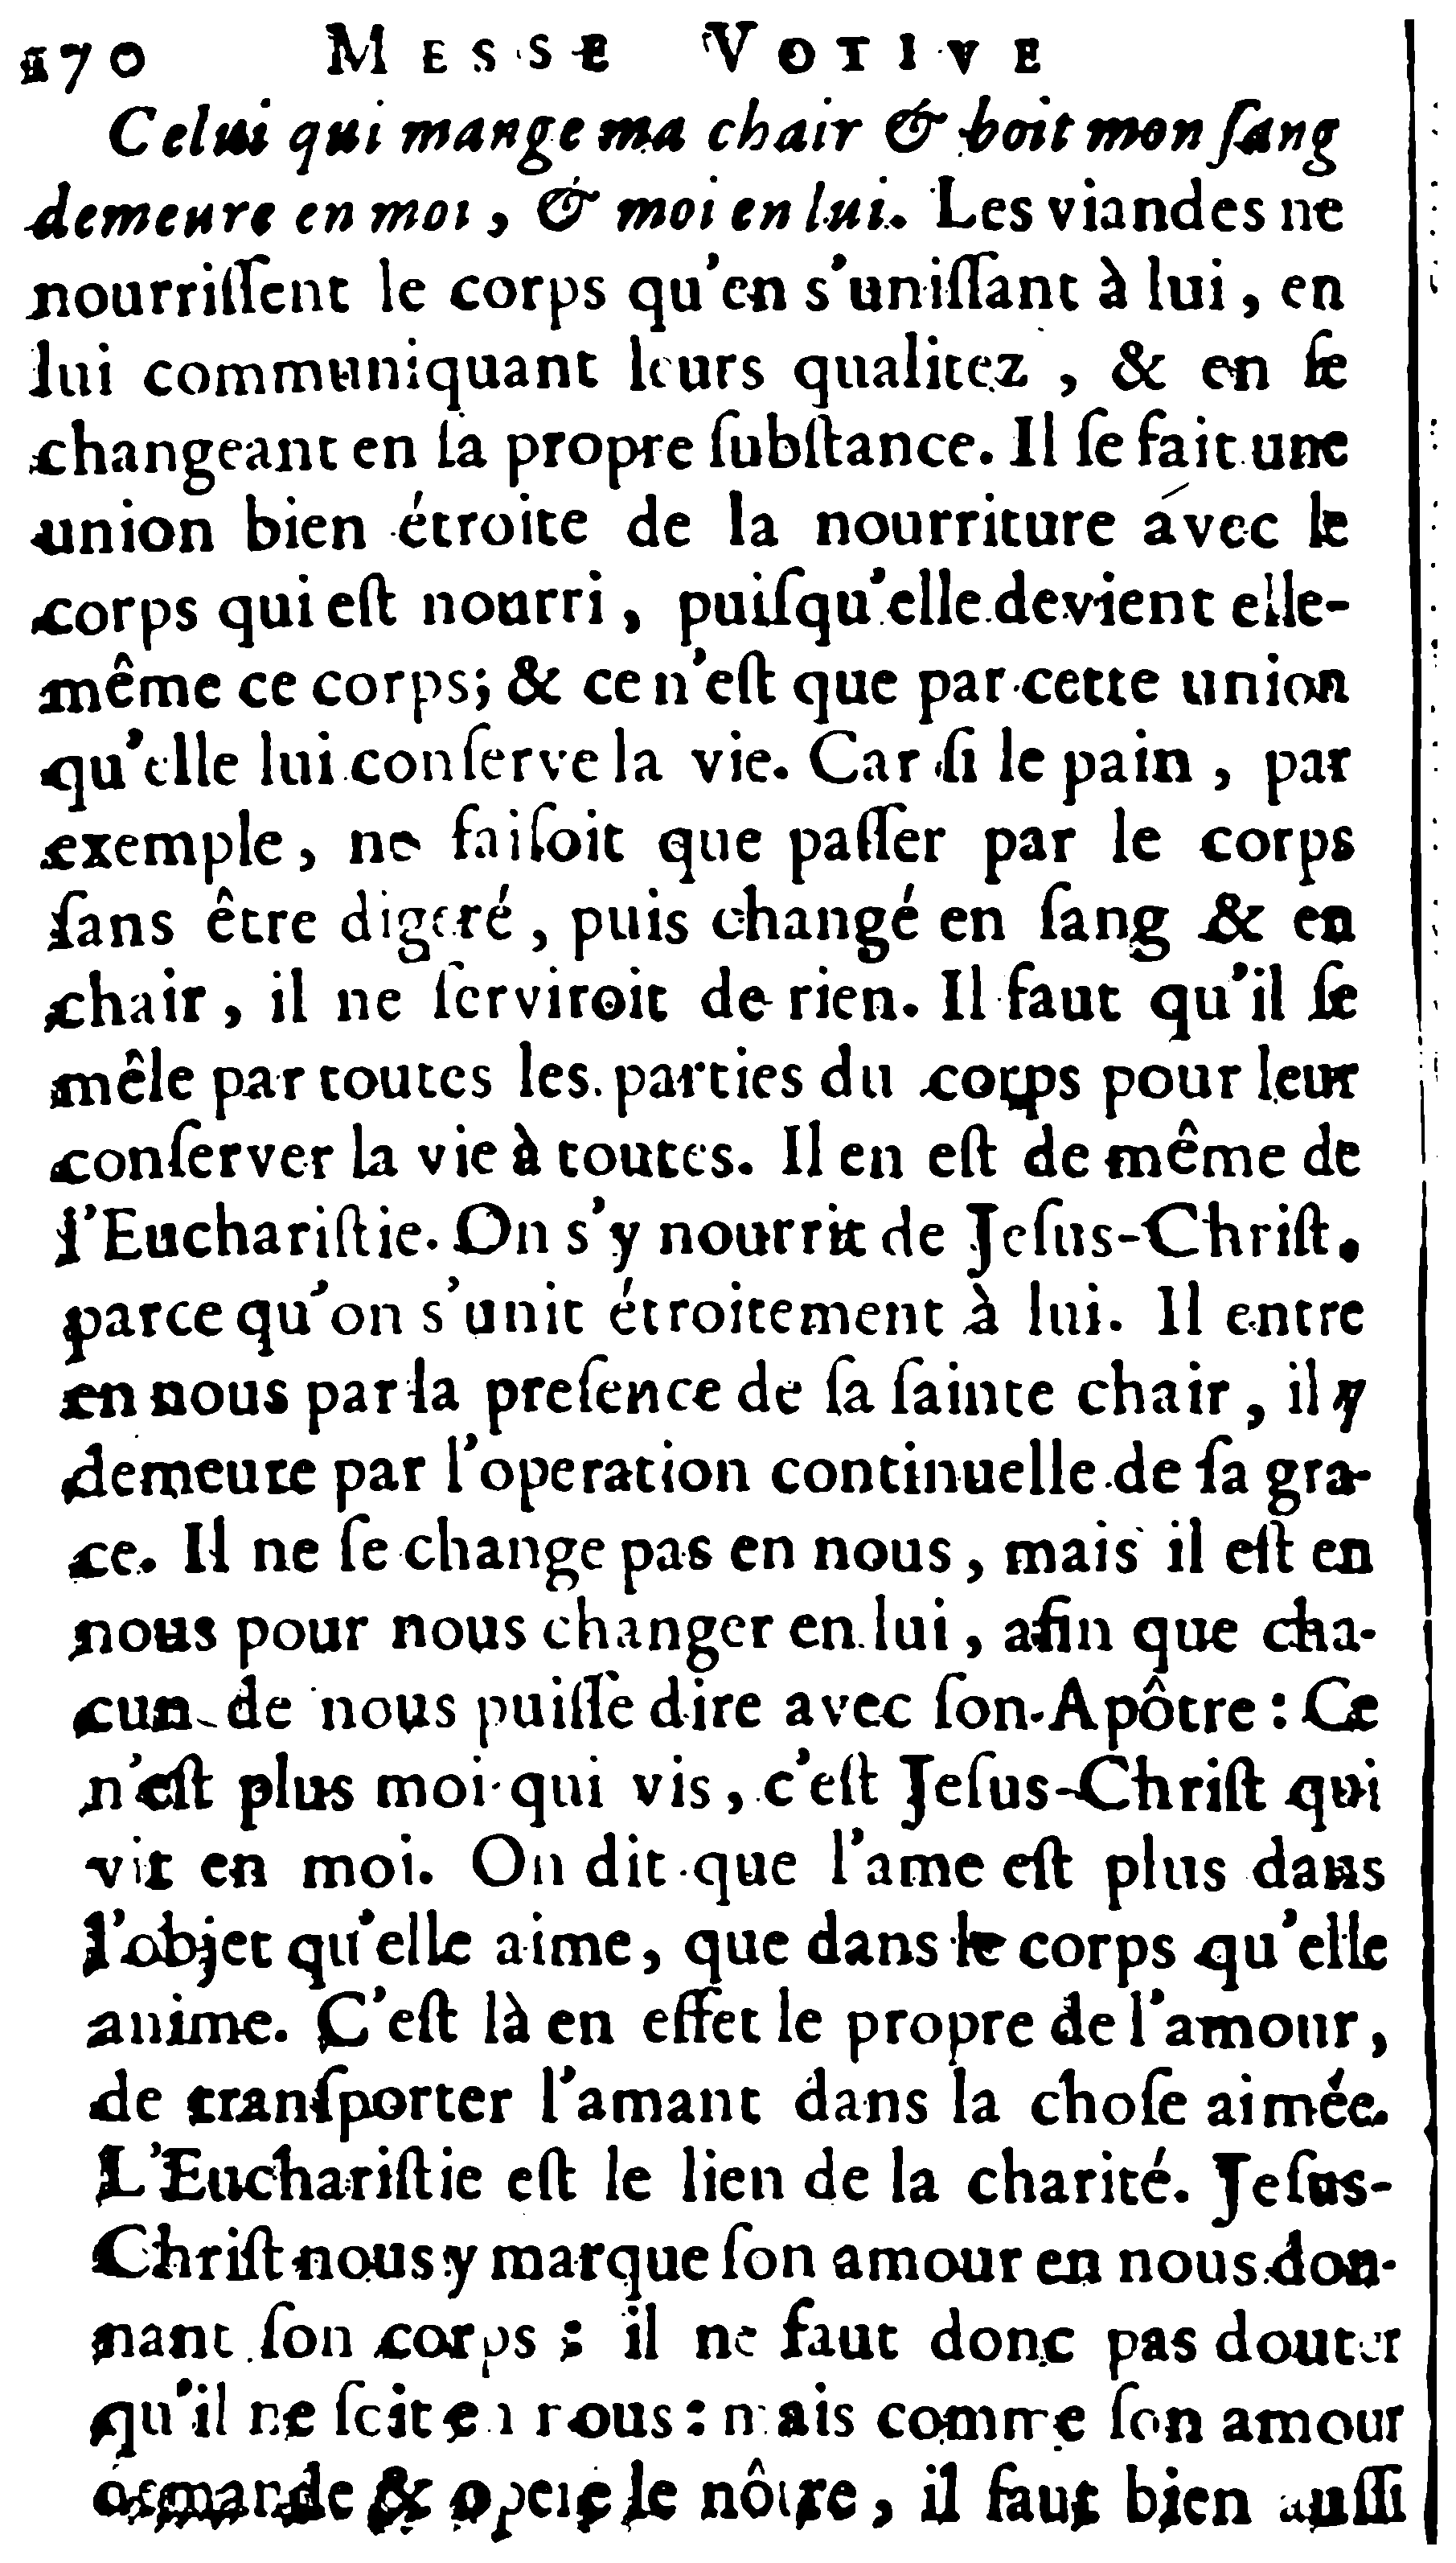 170 MESSE VOTIVE
Celui qui mange ma chair & boit mon ſang
demeure en moi, & moi en lui. Les viandes ne
nourriſſent le corps qu'en s'uniſſant à lui, en
lui communiquant leurs qualitez, & en ſe
changeant en ſa propre ſubſtance. Il ſe fait une
union bien étroite de la nourriture avec le
corps qui eſt nourri, puiſqu'elle devient elle-
même ce corps; & ce n'eſt que par cette union
qu'elle lui conſerve la vie. Car ſi le pain, par
exemple, ne faiſoit que paſſer par le corps
ſans être digeré, puis changé en ſang & en
chair, il ne ſerviroit de rien. Il faut qu'il ſe
mêle par toutes les parties du corps pour leur
conſerver la vie à toutes. Il en eſt de même de
l'Euchariſtie. On s'y nourrit de Jeſus-Chriſt,
parce qu'on s'unit étroitement à lui. Il entre
en nous par la preſence de ſa ſainte chair, il y
demeure par l'operation continuelle de ſa gra-
ce. Il ne ſe change pas en nous, mais il eſt en
nous pour nous changer en lui, afin que cha-
cun de nous puiſſe dire avec ſon Apôtre: Ce
n'eſt plus moi qui vis, c'eſt Jeſus-Chriſt qui
vit en moi. On dit que l'ame eſt plus dans
l'objet qu'elle aime, que dans le corps qu'elle
anime. C'eſt là en effet le propre de l'amour,
de tranſporter l'amant dans la choſe aimée.
L'Euchariſtie eſt le lien de la charité. Jeſus-
Chriſt nous y marque ſon amour en nous don-
nant ſon corps; il ne faut donc pas douter
qu'il ne ſoit en nous: mais comme ſon amour
demande & opere le nôtre, il faut bien auſſi